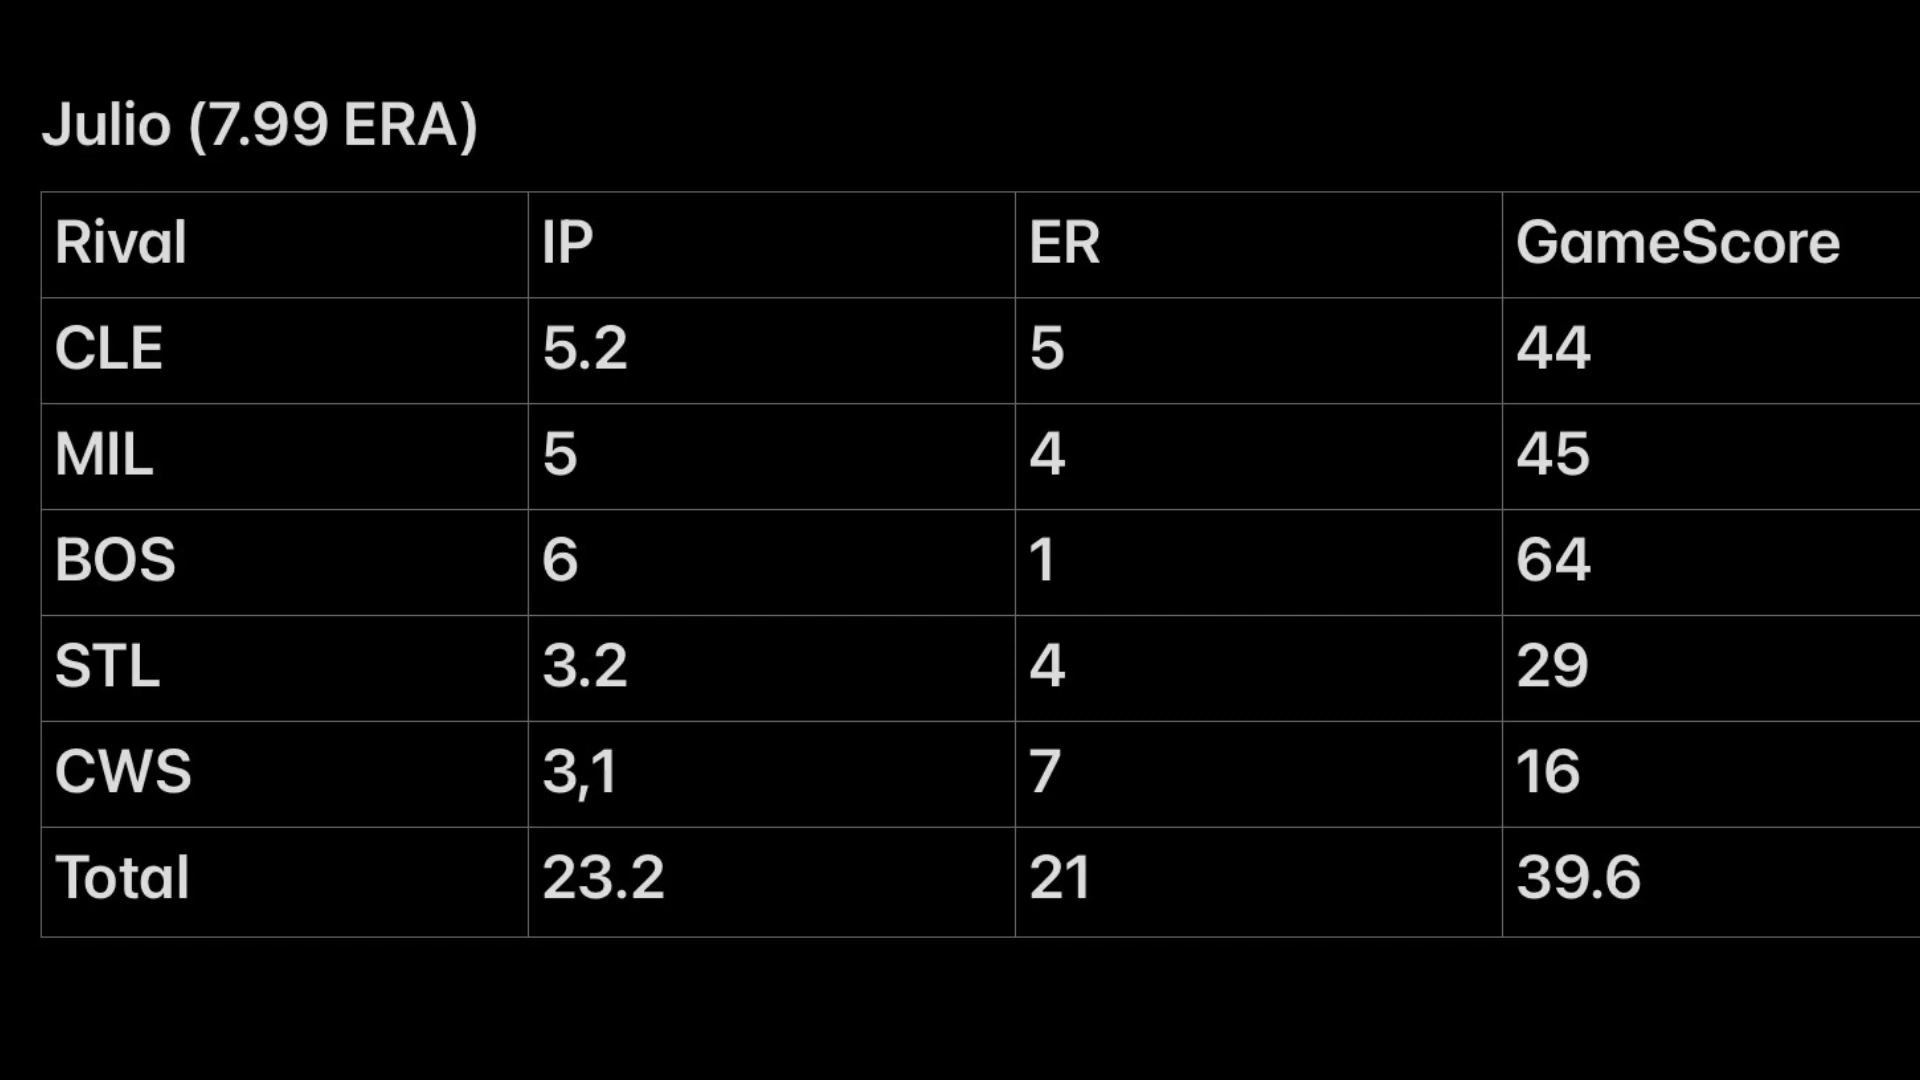 Julio (7.99 ERA)
Rival IP ER GameScore
CLE 5.2 5 44
MIL 5 4 45
BOS 6 1 64
STL 3.2 4 29
CWS 3,1 7 16
Total 23.2 21 39.6